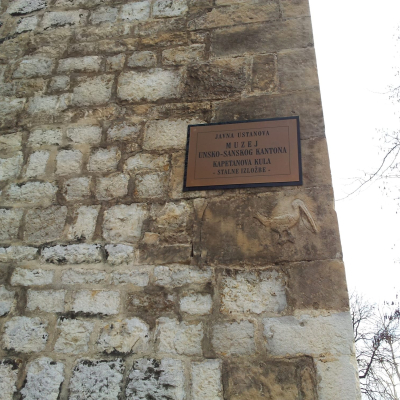 JAVNA USTANOVA
MUZEJ
UNSKO-SANSKOG KANTONA
KAPETANOVA KULA
- STALNE IZLOŽBE -